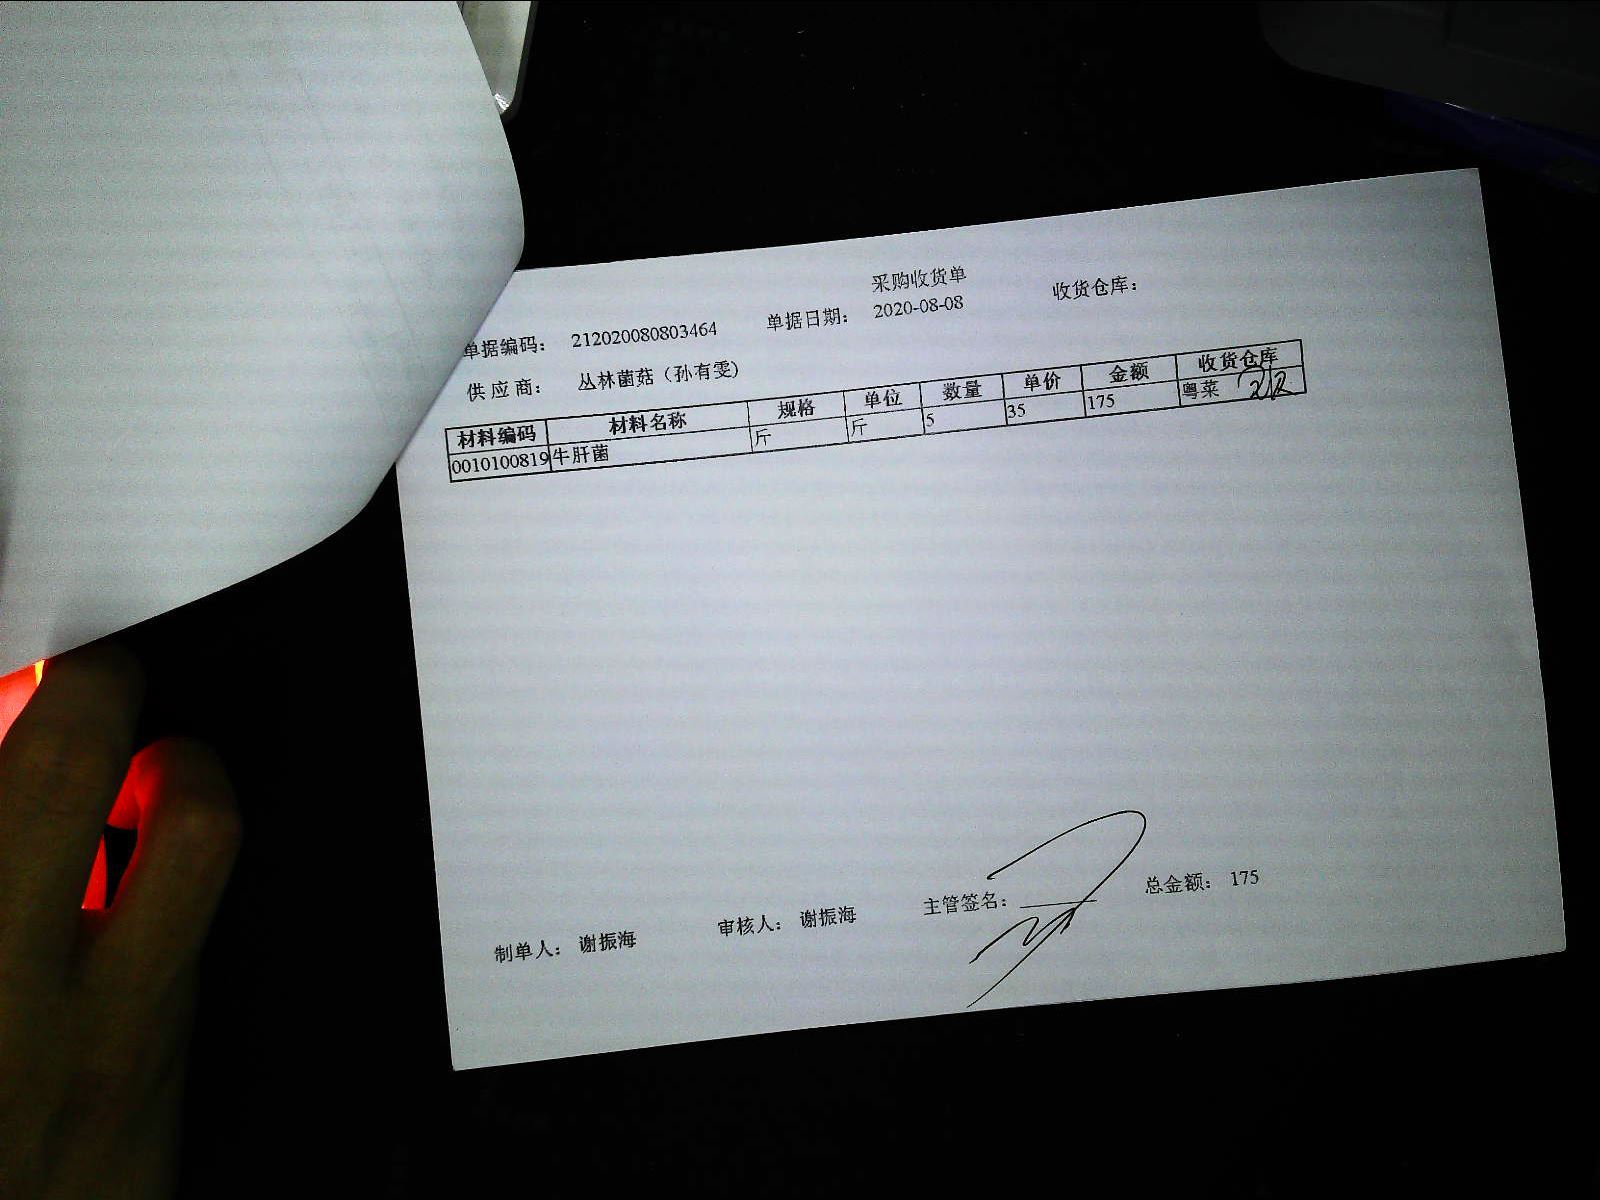 采购收货单
单据编码： 212020080803464 单据日期： 2020-08-08 收货仓库：
供 应 商： 丛林菌菇（孙有雯)
材料编码 材料名称 规格 单位 数量 单价 金额 收货仓库
0010100819 牛肝菌 斤 斤 5 35 175 粤菜
制单人： 谢振海 审核人： 谢振海 主管签名： 总金额： 175